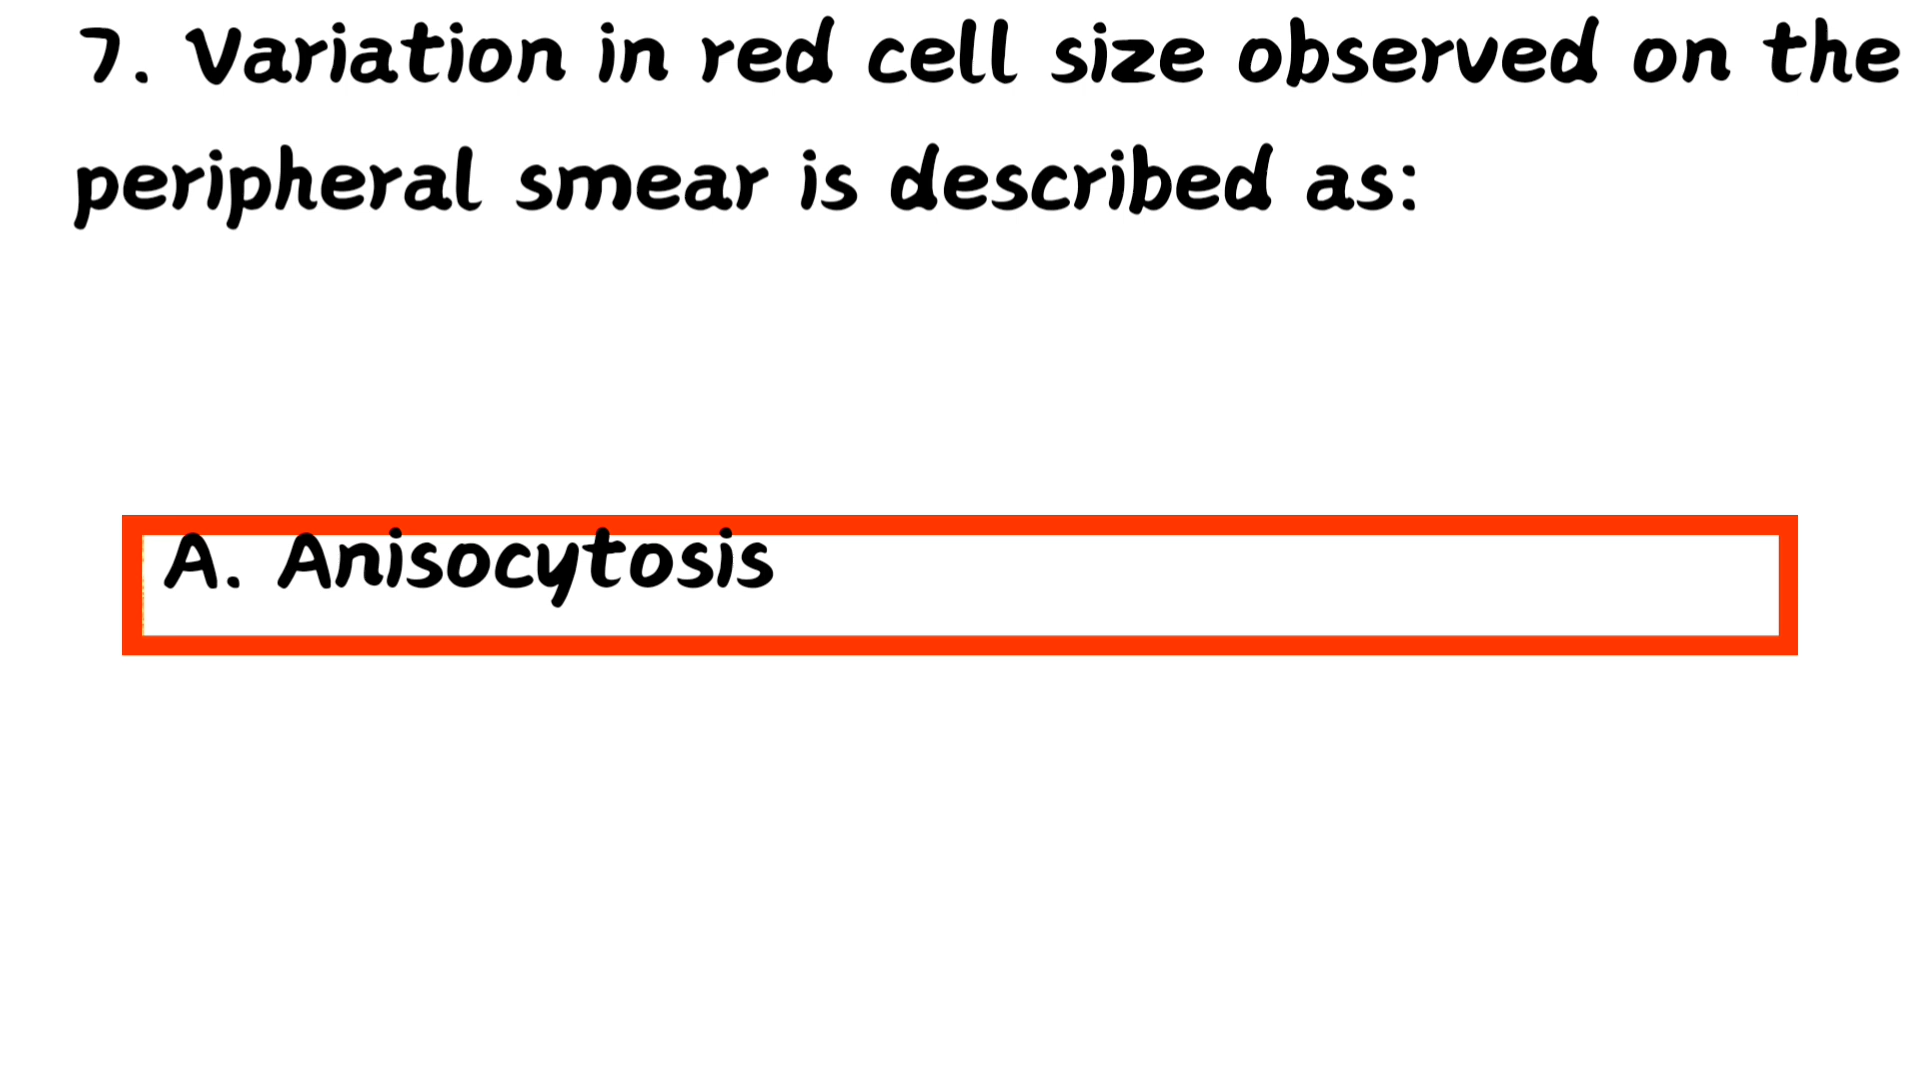 7. Variation in red cell size observed on the
peripheral smear is described as:
A. Anisocytosis